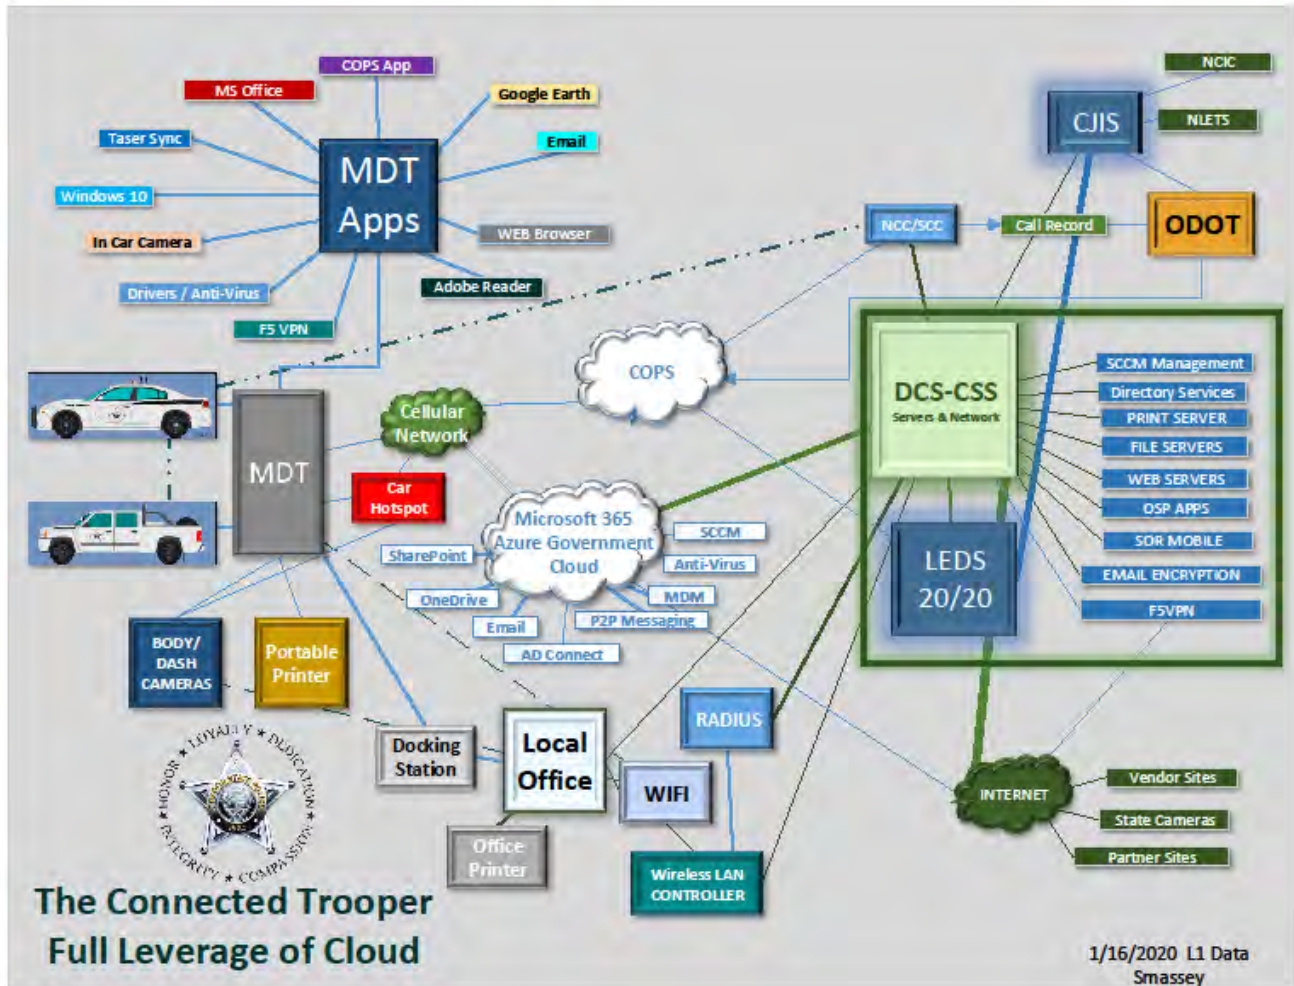 COPS App
MS Office
Google Earth
Taser Sync
Email
MDT
Apps
Windows 10
In Car Camera
WEB Browser
Drivers / Anti-Virus
Adobe Reader
F5 VPN
NCIC
CJIS
NLETS
NCC/SCC
Call Record
ODOT
COPS
DCS-CSS
Servers & Network
SCCM Management
Directory Services
PRINT SERVER
FILE SERVERS
WEB SERVERS
OSP APPS
SOR MOBILE
EMAIL ENCRYPTION
F5VPN
LEDS
20/20
Cellular
Network
MDT
Car
Hotspot
Microsoft 365
Azure Government
Cloud
SharePoint
OneDrive
Email
AD Connect
P2P Messaging
MDM
Anti-Virus
SCCM
BODY/
DASH
CAMERAS
Portable
Printer
Docking
Station
Local
Office
RADIUS
WIFI
Office
Printer
Wireless LAN
CONTROLLER
INTERNET
Vendor Sites
State Cameras
Partner Sites
HONOR ★ LOYALTY ★ DEDICATION
INTEGRITY ★ COMPASSION
The Connected Trooper
Full Leverage of Cloud
1/16/2020 L1 Data
Smassey